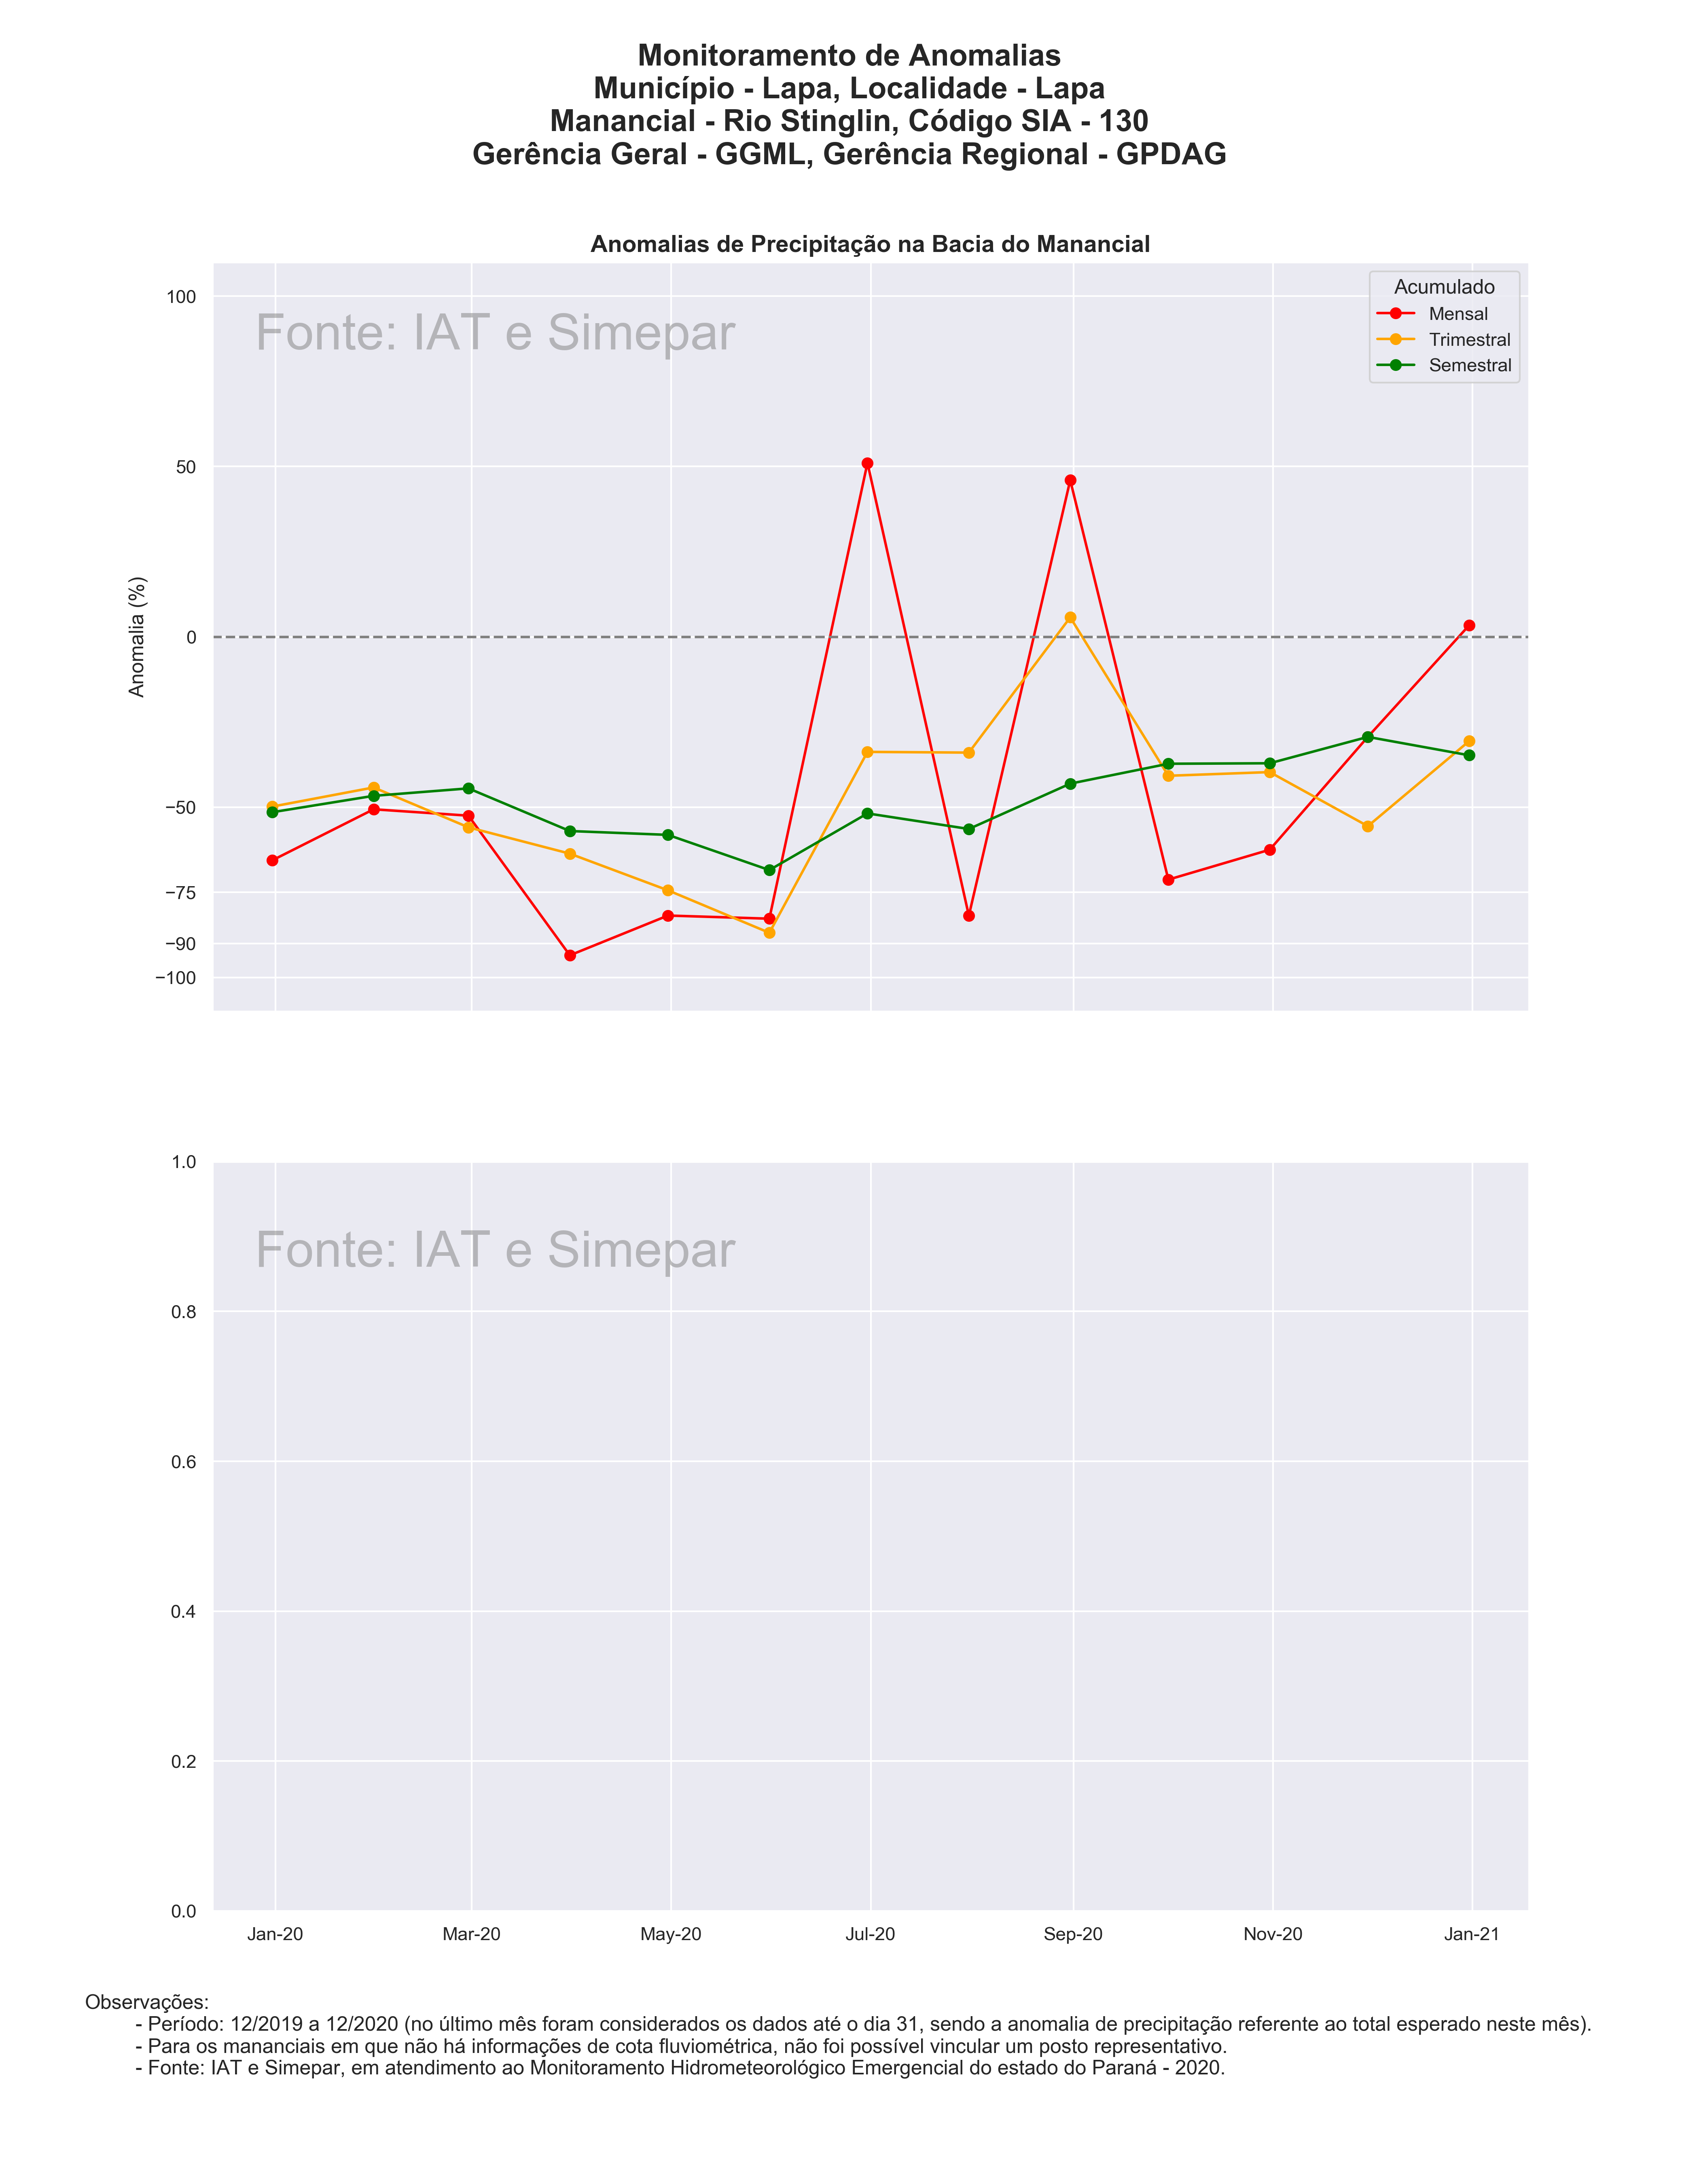 Monitoramento de Anomalias
Município - Lapa, Localidade - Lapa
Manancial - Rio Stinglin, Código SIA - 130
Gerência Geral - GGML, Gerência Regional - GPDAG
Anomalias de Precipitação na Bacia do Manancial
Fonte: IAT e Simepar
Acumulado
Mensal
Trimestral
Semestral
Anomalia (%)
100
50
0
−50
−75
−90
−100
Fonte: IAT e Simepar
1.0
0.8
0.6
0.4
0.2
0.0
Jan-20 Mar-20 May-20 Jul-20 Sep-20 Nov-20 Jan-21
Observações:
- Período: 12/2019 a 12/2020 (no último mês foram considerados os dados até o dia 31, sendo a anomalia de precipitação referente ao total esperado neste mês).
- Para os mananciais em que não há informações de cota fluviométrica, não foi possível vincular um posto representativo.
- Fonte: IAT e Simepar, em atendimento ao Monitoramento Hidrometeorológico Emergencial do estado do Paraná - 2020.